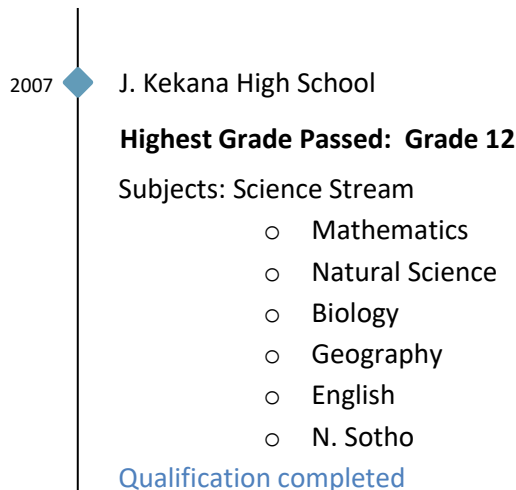 2007 J. Kekana High School
Highest Grade Passed:  Grade 12
Subjects: Science Stream
o Mathematics
o Natural Science
o Biology
o Geography
o English
o N. Sotho
Qualification completed